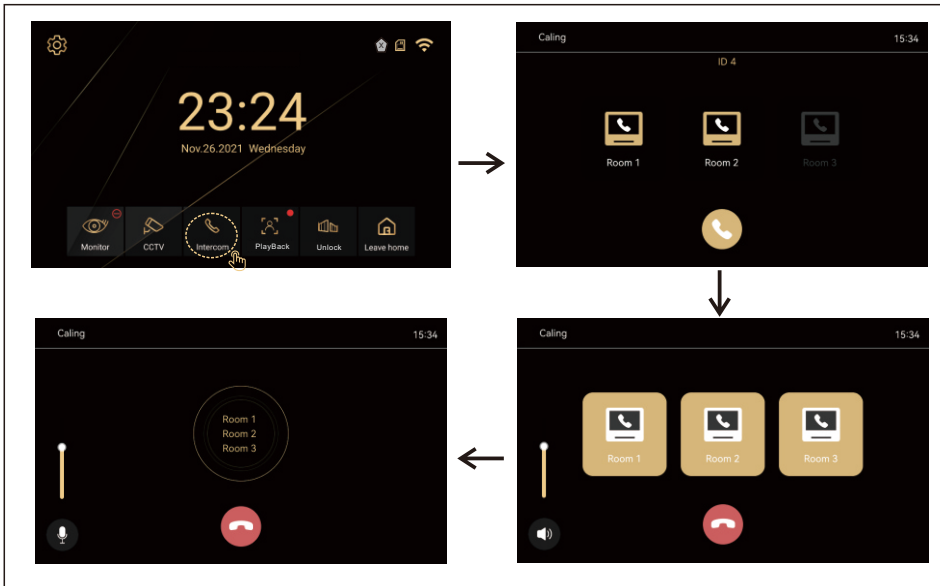 23:24
Nov.26.2021 Wednesday
Monitor
CCTV
Intercom
PlayBack
Unlock
Leave home
Caling 15:34
ID 4
Room 1 Room 2 Room 3
Caling 15:34
Room 1
Room 2
Room 3
Caling 15:34
Room 1 Room 2 Room 3